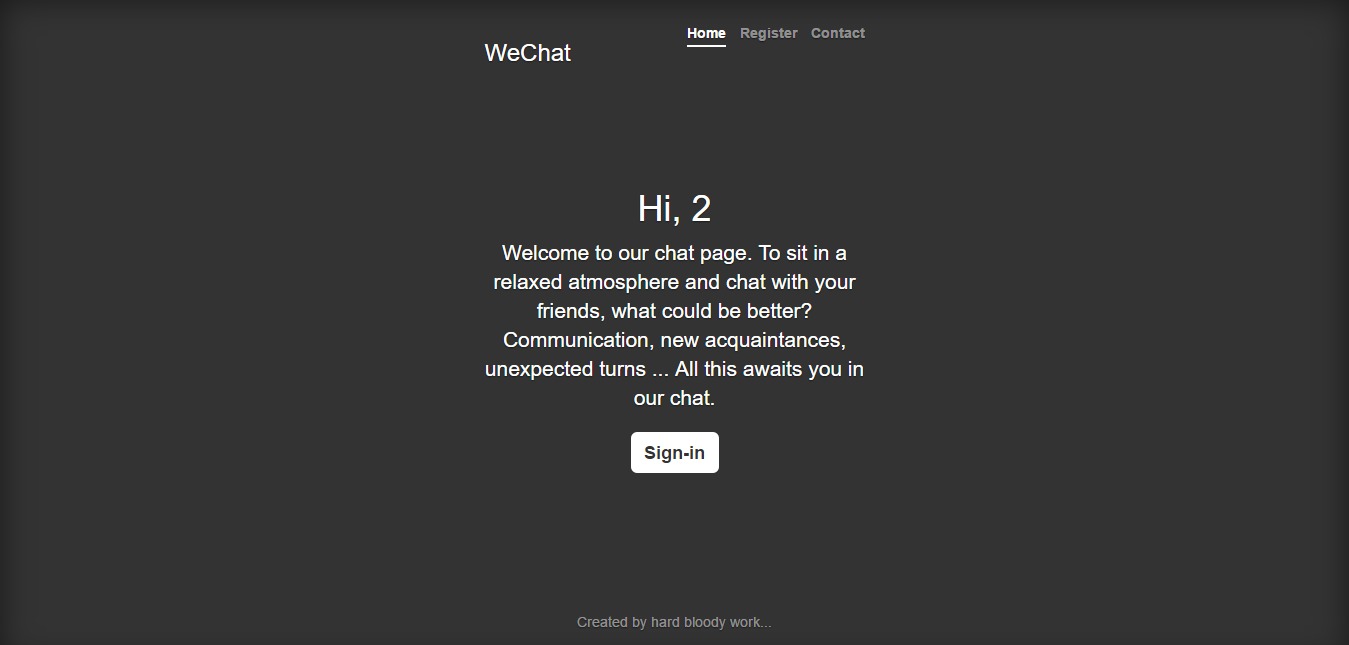 Home Register Contact
WeChat
Hi, 2
Welcome to our chat page. To sit in a
relaxed atmosphere and chat with your
friends, what could be better?
Communication, new acquaintances,
unexpected turns ... All this awaits you in
our chat.
Sign-in
Created by hard bloody work...